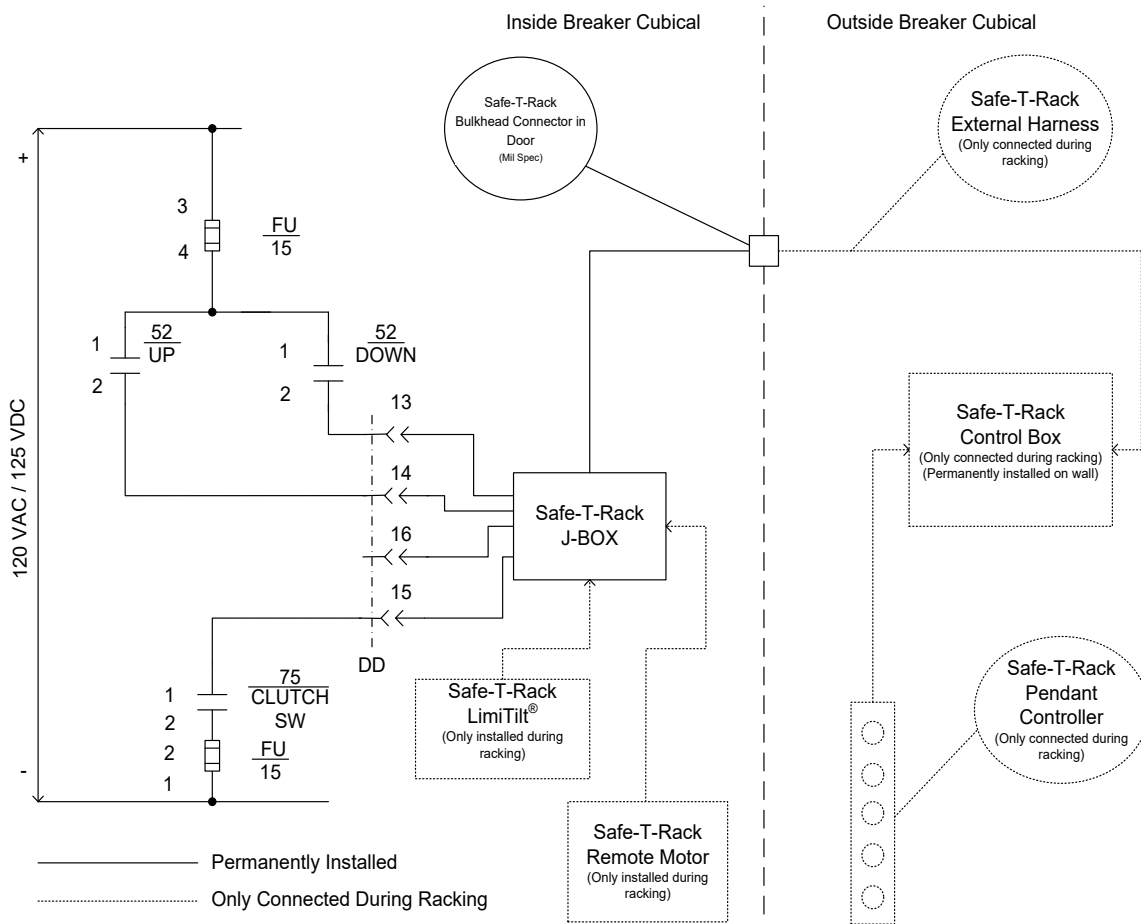 Inside Breaker Cubical
Outside Breaker Cubical
Safe-T-Rack
Bulkhead Connector in
Door
(Mil Spec)
Safe-T-Rack
External Harness
(Only connected during
racking)
+
3
4
FU
15
1
2
52
UP
1
2
52
DOWN
120 VAC / 125 VDC
13
14
16
15
DD
Safe-T-Rack
J-BOX
Safe-T-Rack
Control Box
(Only connected during racking)
(Permanently installed on wall)
1
2
75
CLUTCH
SW
2
1
FU
15
-
Safe-T-Rack
LimiTilt®
(Only installed during
racking)
Safe-T-Rack
Remote Motor
(Only installed during
racking)
Safe-T-Rack
Pendant
Controller
(Only connected during
racking)
Permanently Installed
Only Connected During Racking